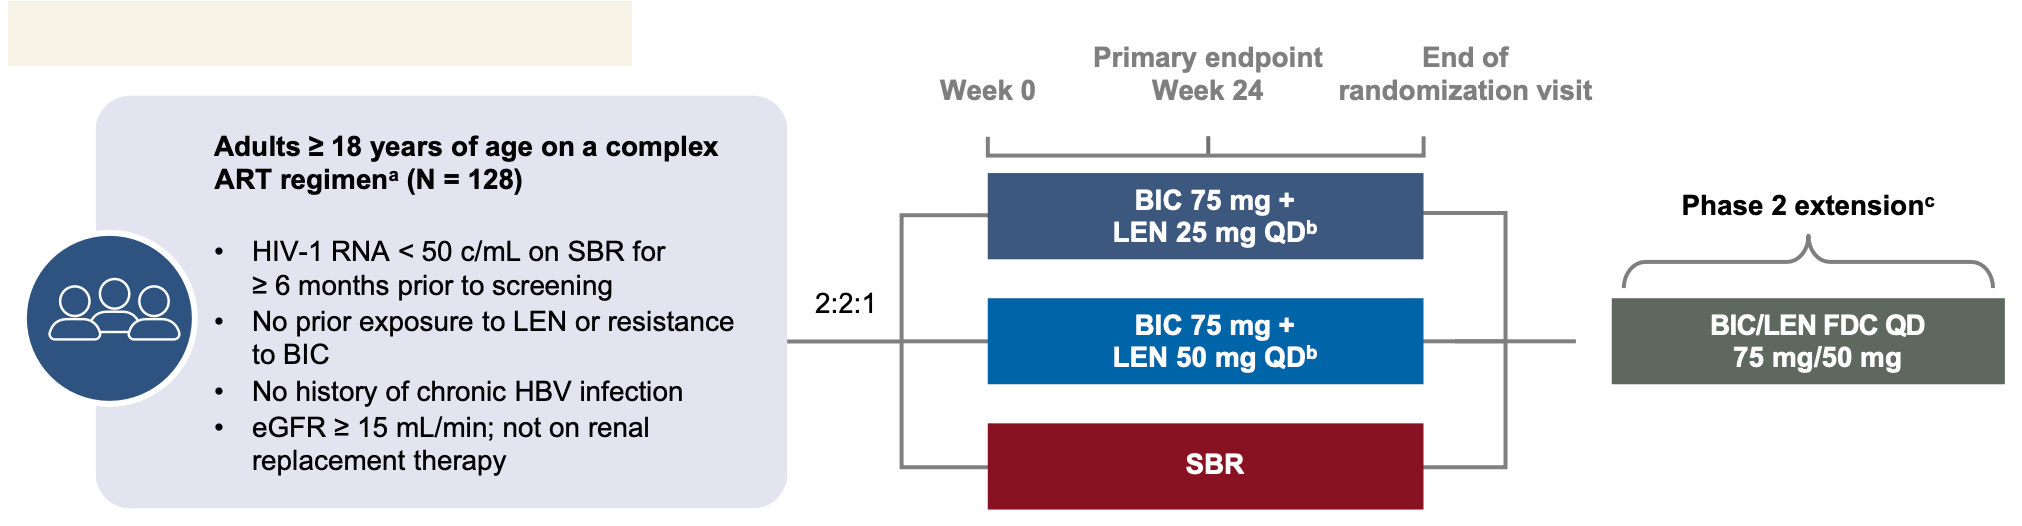 Adults ≥ 18 years of age on a complex
ART regimenᵃ (N = 128)
• HIV-1 RNA < 50 c/mL on SBR for
≥ 6 months prior to screening
• No prior exposure to LEN or resistance
to BIC
• No history of chronic HBV infection
• eGFR ≥ 15 mL/min; not on renal
replacement therapy
2:2:1
Week 0
Primary endpoint
Week 24
End of
randomization visit
BIC 75 mg +
LEN 25 mg QDᵇ
BIC 75 mg +
LEN 50 mg QDᵇ
SBR
Phase 2 extensionᶜ
BIC/LEN FDC QD
75 mg/50 mg